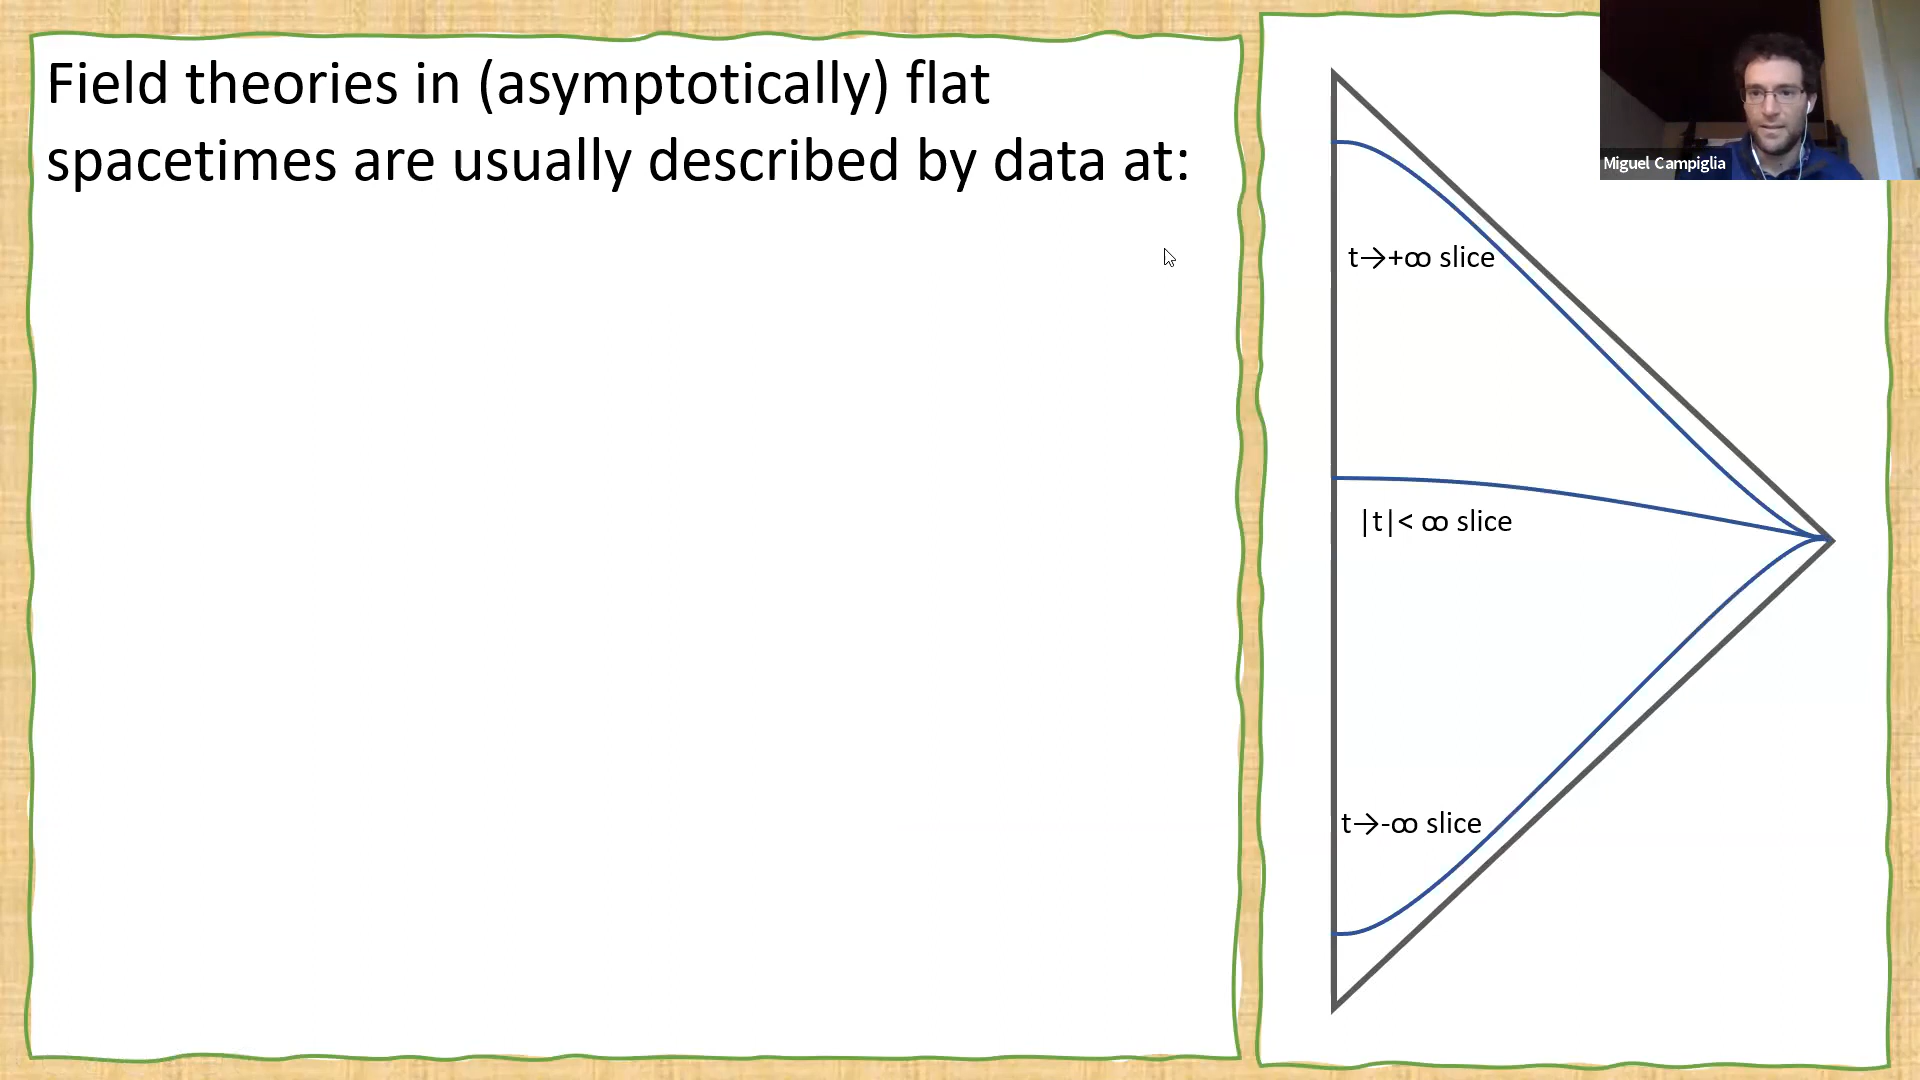 Field theories in (asymptotically) flat
spacetimes are usually described by data at:
Miguel Campiglia
t→+∞ slice
|t|< ∞ slice
t→-∞ slice